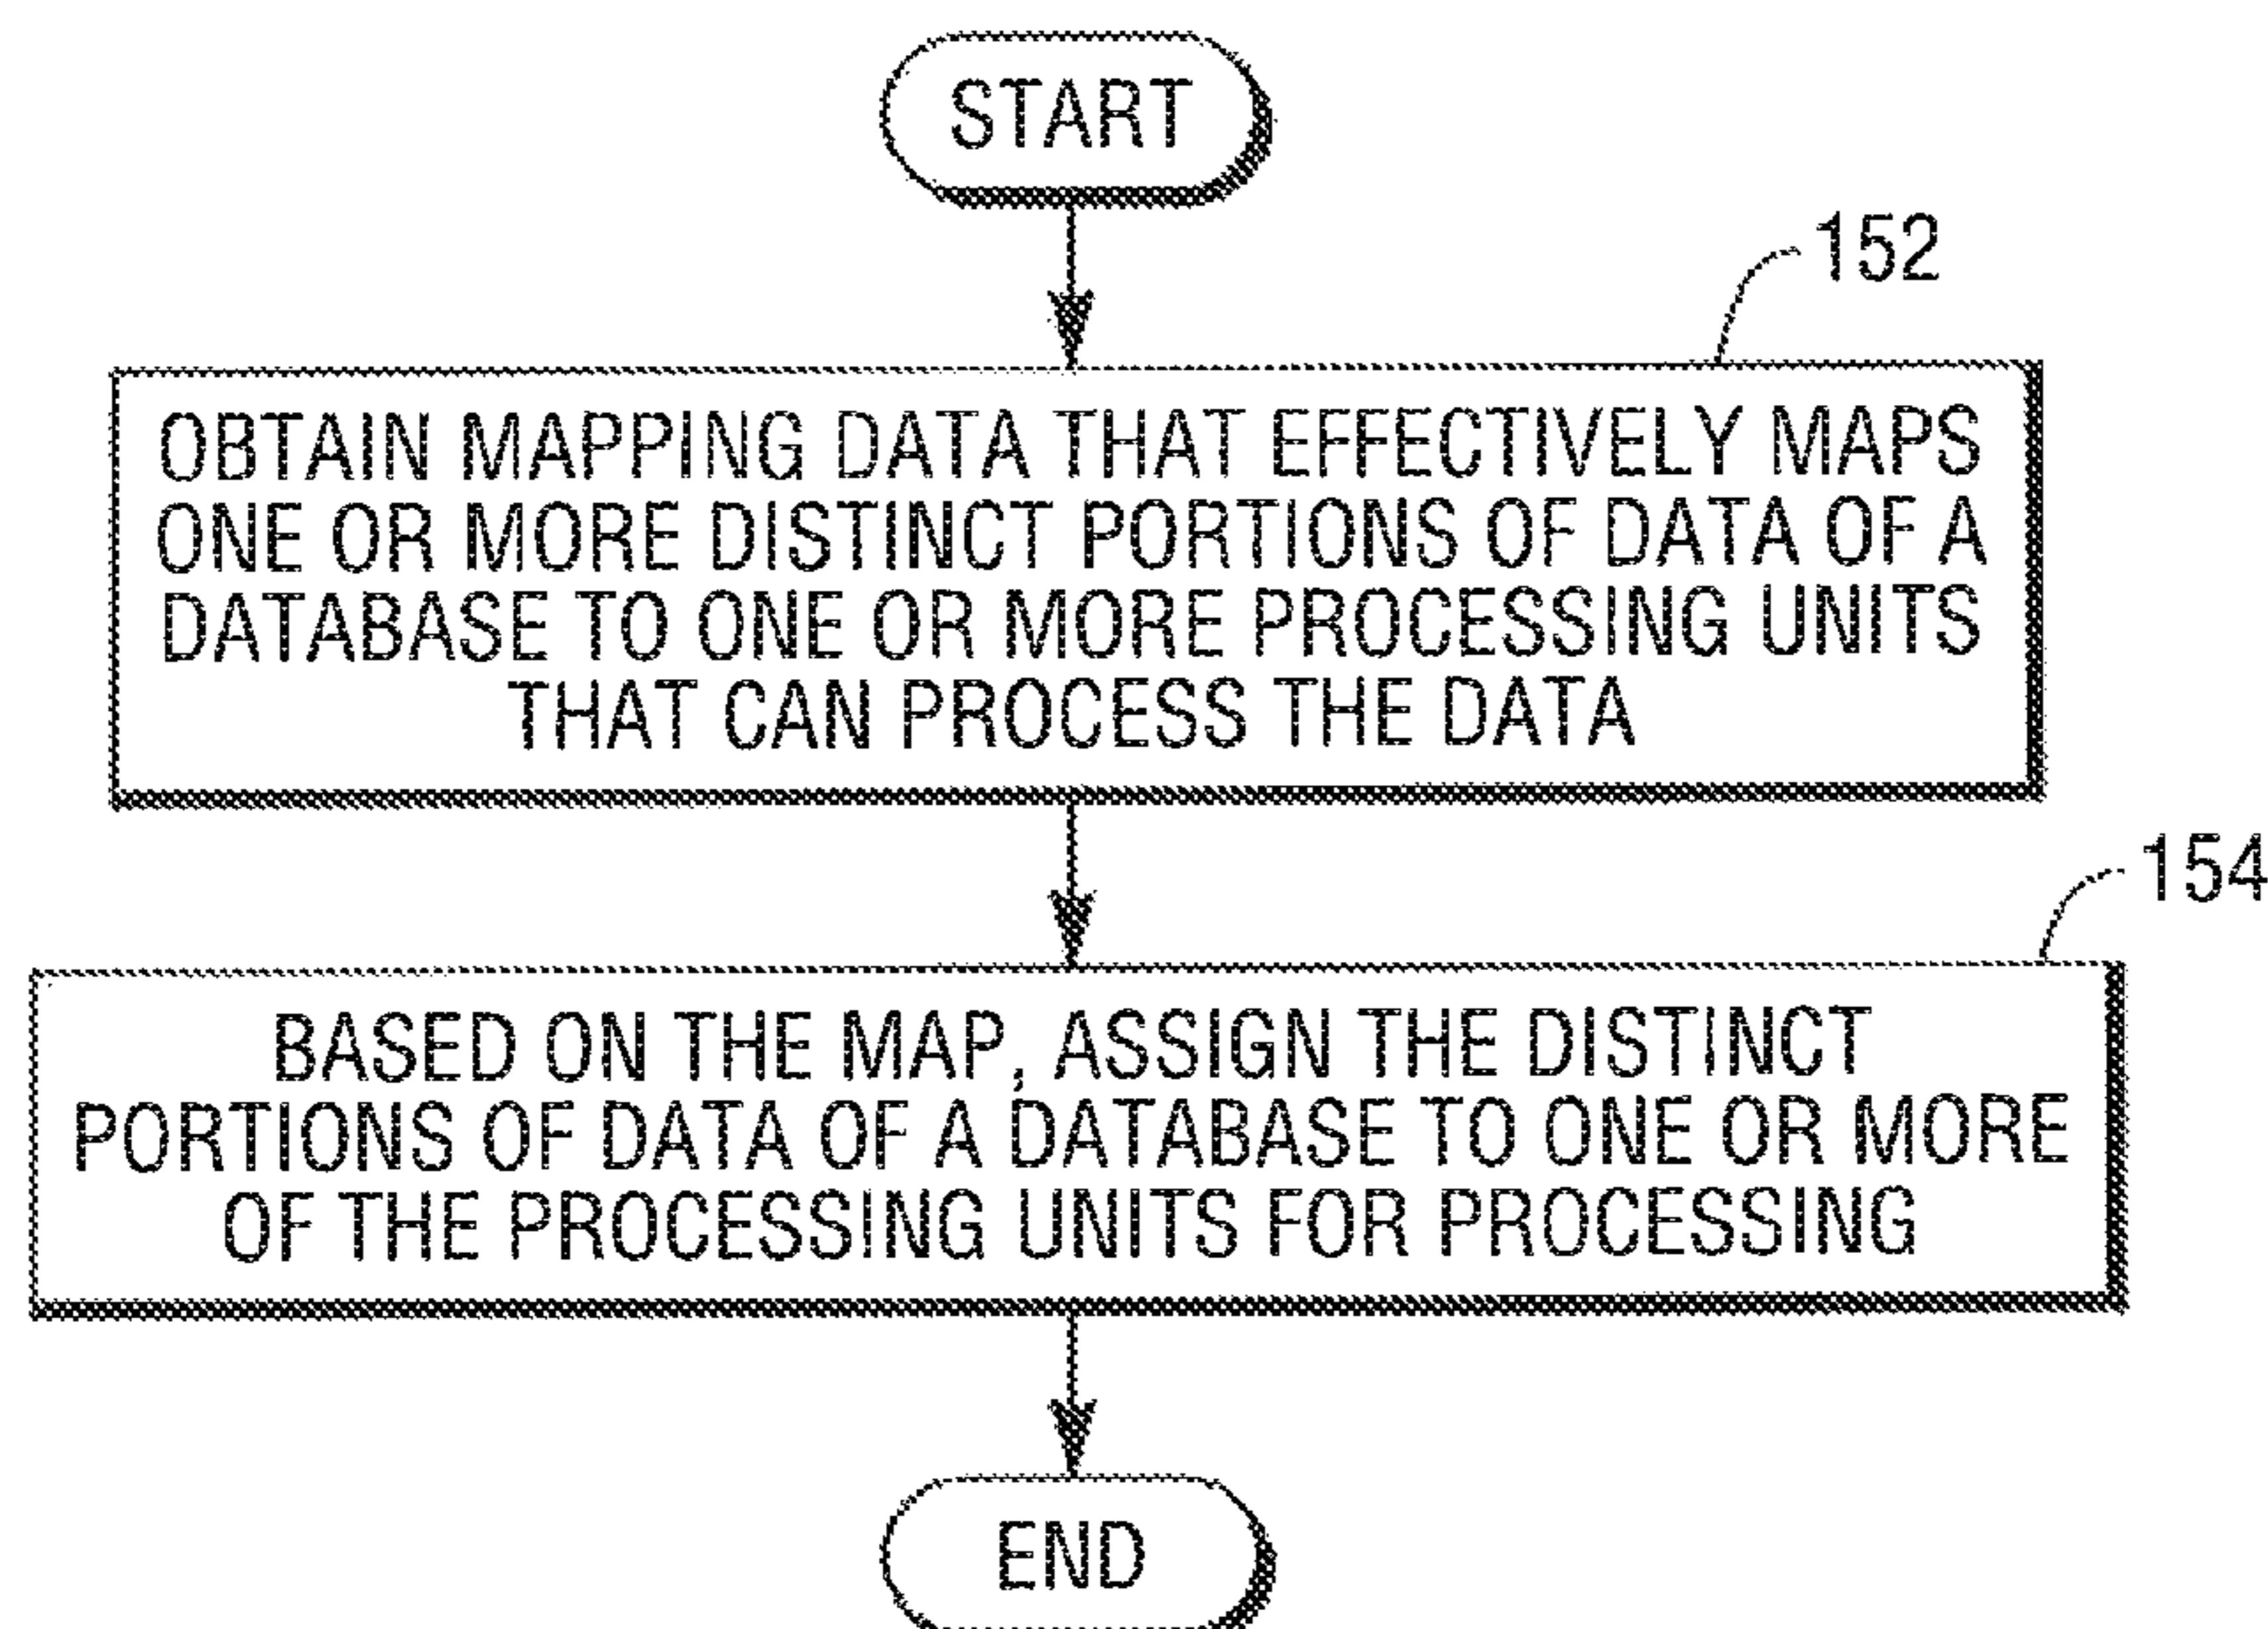 START
152
OBTAIN MAPPING DATA THAT EFFECTIVELY MAPS
ONE OR MORE DISTINCT PORTIONS OF DATA OF A
DATABASE TO ONE OR MORE PROCESSING UNITS
THAT CAN PROCESS THE DATA
154
BASED ON THE MAP, ASSIGN THE DISTINCT
PORTIONS OF DATA OF A DATABASE TO ONE OR MORE
OF THE PROCESSING UNITS FOR PROCESSING
END